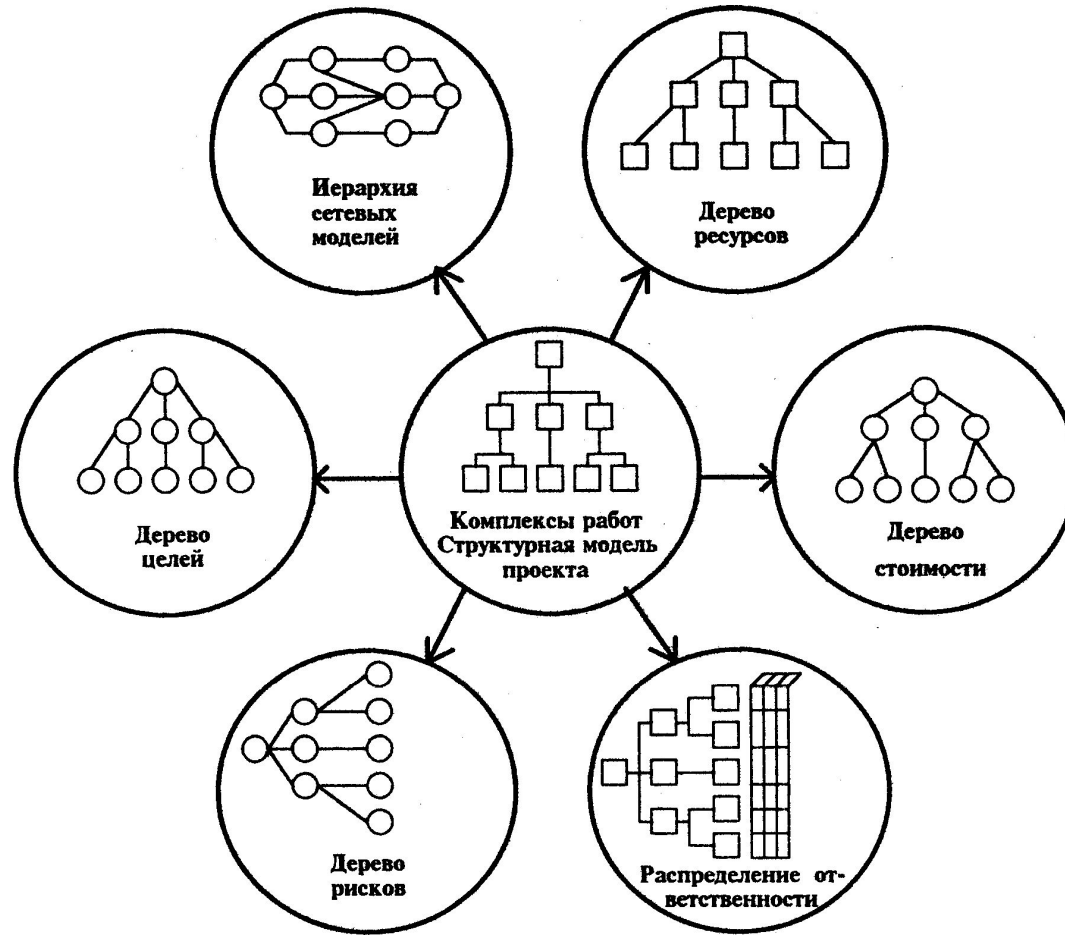 Иерархия
сетевых
моделей
Дерево
ресурсов
Дерево
целей
Комплексы работ
Структурная модель
проекта
Дерево
стоимости
Дерево
рисков
Распределение от-
ветственности